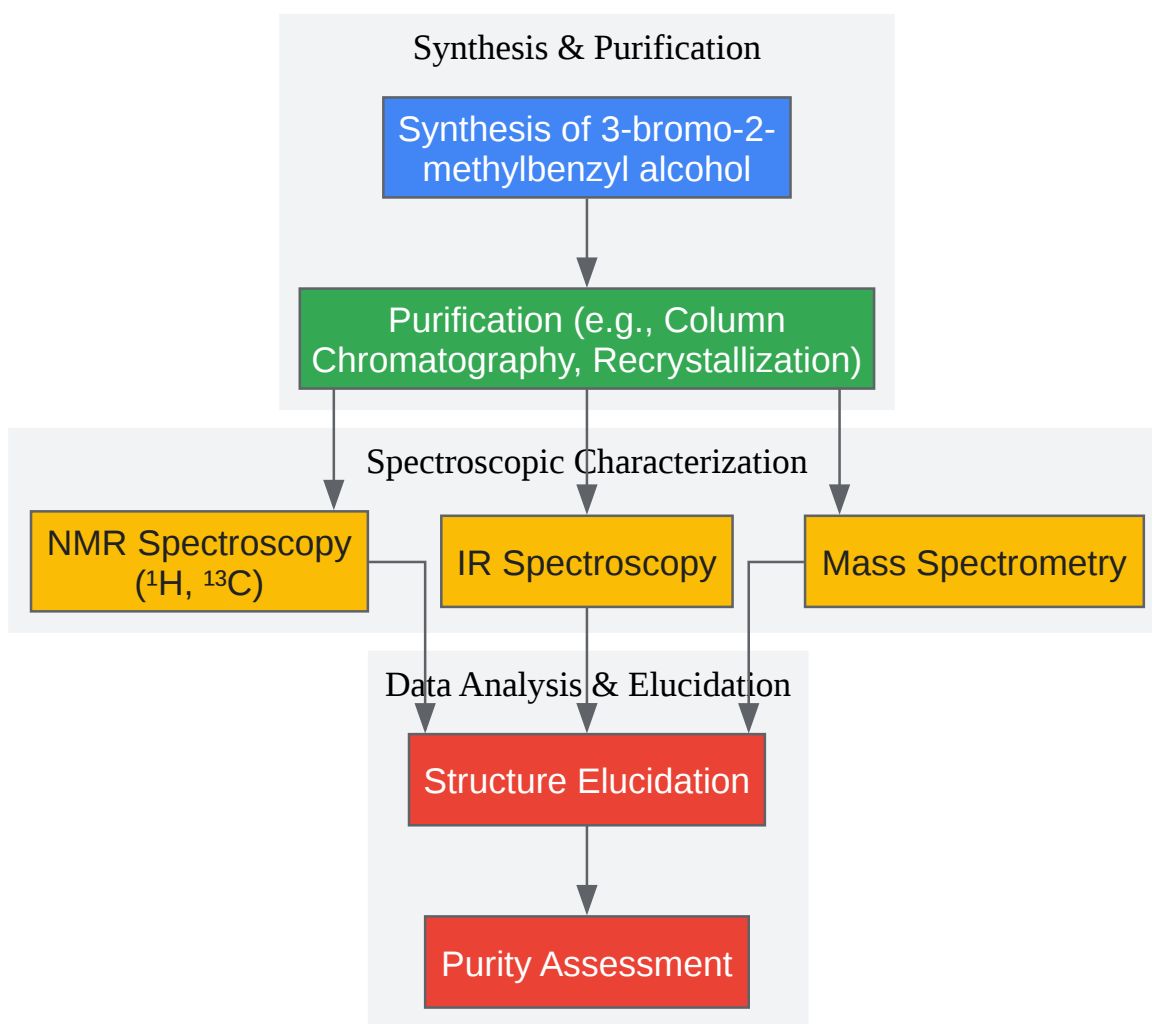 Synthesis & Purification
Synthesis of 3-bromo-2-
methylbenzyl alcohol
Purification (e.g., Column
Chromatography, Recrystallization)
Spectroscopic Characterization
NMR Spectroscopy
(¹H, ¹³C)
IR Spectroscopy
Mass Spectrometry
Data Analysis & Elucidation
Structure Elucidation
Purity Assessment